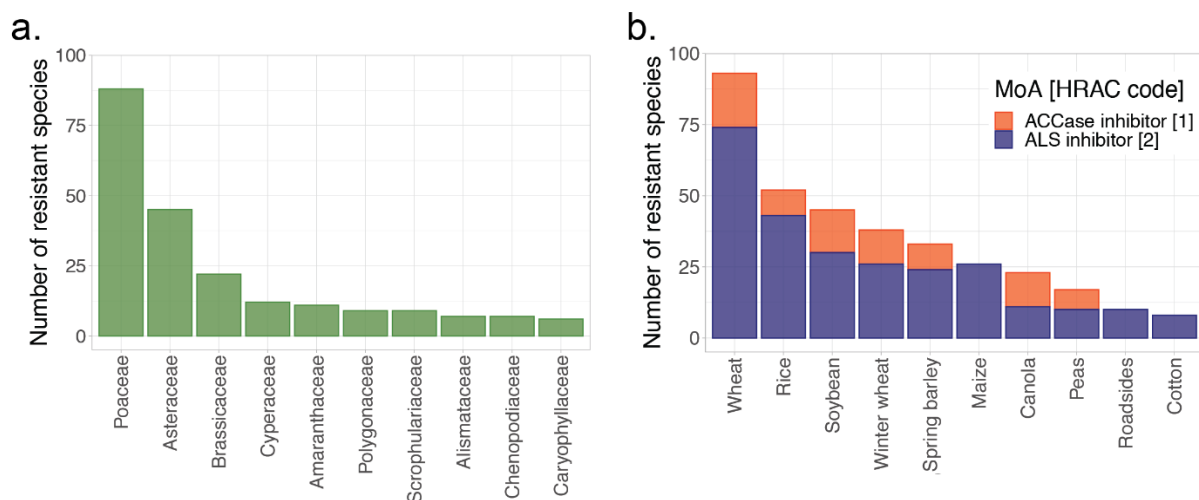 a.
Number of resistant species
100
75
50
25
0
Poaceae
Asteraceae
Brassicaceae
Cyperaceae
Amaranthaceae
Polygonaceae
Scrophulariaceae
Alismataceae
Chenopodiaceae
Caryophyllaceae
b.
Number of resistant species
100
75
50
25
0
MoA [HRAC code]
ACCase inhibitor [1]
ALS inhibitor [2]
Wheat
Rice
Soybean
Winter wheat
Spring barley
Maize
Canola
Peas
Roadsides
Cotton